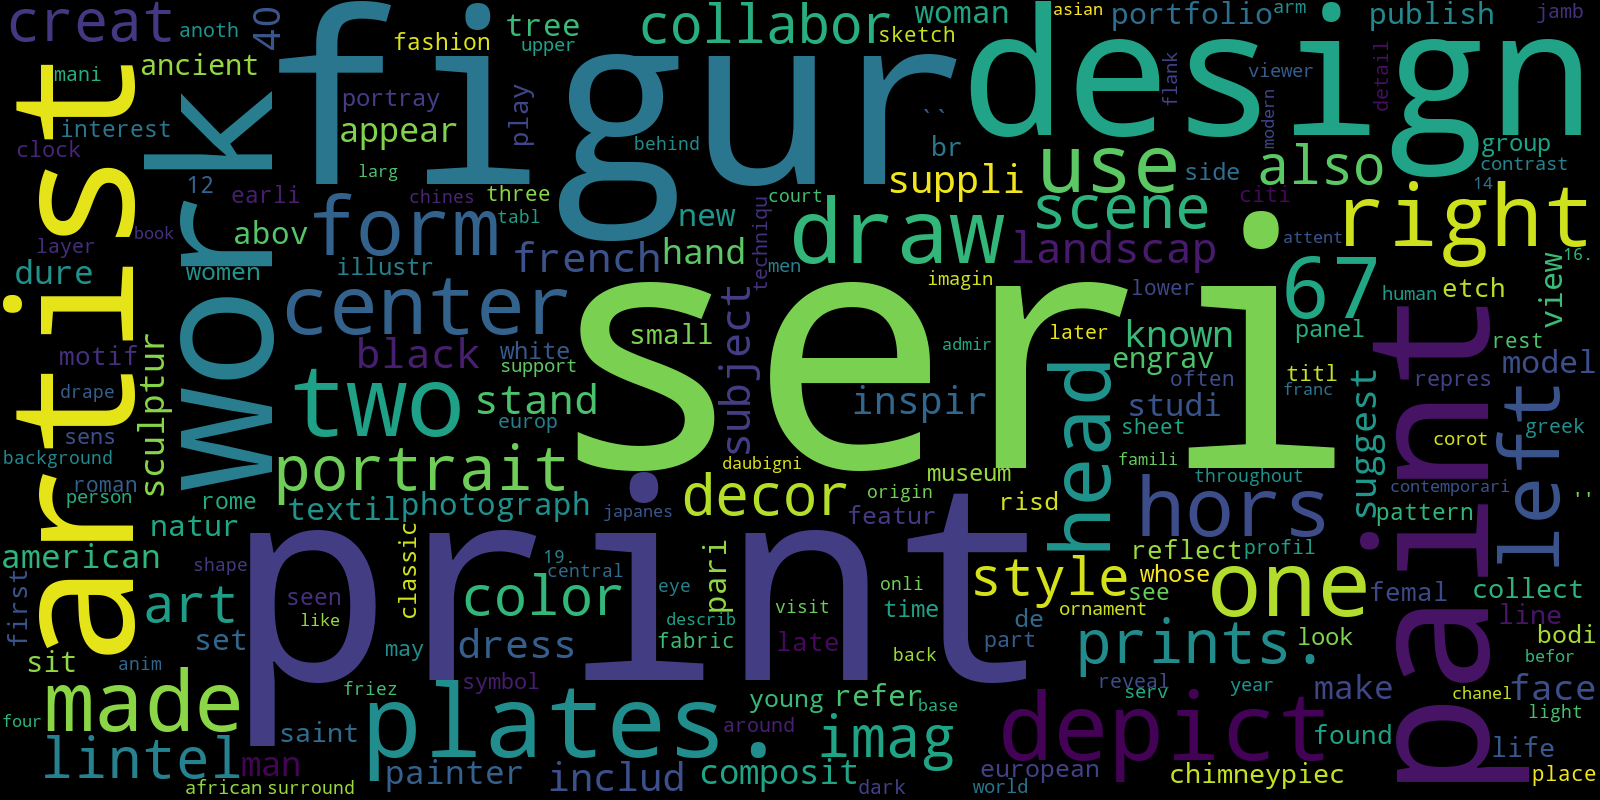 creat
anoth
40
figur
fashion
tree
upper
collabor
sketch
woman
asian
portfolio
arm
publish
jamb
mani
ancient
portray
appear
play
behind
``
br
design
flank
viewer
modern
detail
group
contrast
interest
clock
artist
work
12
earli
larg
chines
three
tabl
suppli
use
side
also
citi
14
court
draw
scene
right
layer
book
abov
form
new
french
hand
techniqu
men
landscap
attent
16.
dure
women
illustr
imagin
lower
67
human
etch
view
center
seri
small
subject
admir
later
known
panel
rest
motif
sculptur
black
white
support
engrav
often
titl
franc
model
repres
drape
two
stand
inspir
head
studi
suggest
paint
left
sens
europ
sheet
corot
greek
background
portrait
daubigni
museum
famili
throughout
roman
person
rome
textil
photograph
japanes
decor
origin
featur
risd
hors
contemporari
''
natur
pattern
american
shape
classic
19.
central
print
color
pari
eye
onli
style
reflect
profil
whose
one
femal
collect
first
art
seen
like
describ
visit
time
ornament
see
line
set
may
dress
fabric
late
back
part
de
prints.
look
bodi
befor
sit
anim
made
friez
symbol
plates.
young
refer
base
reveal
serv
year
make
chanel
face
light
four
saint
around
imag
depict
found
life
lintel
man
painter
includ
composit
dark
european
world
chimneypiec
place
african
surround